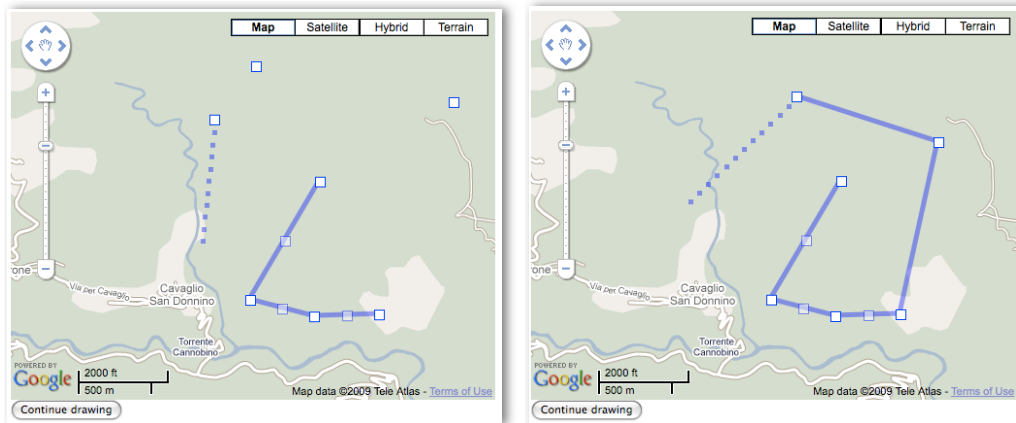 Map Satellite Hybrid Terrain
rone
Via per Cavaglio
Cavaglio
San Donnino
Torrente
Cannobino
POWERED BY
Google
2000 ft
500 m
Map data ©2009 Tele Atlas - Terms of Use
Continue drawing
Map Satellite Hybrid Terrain
one
Via per Cavaglio
Cavaglio
San Donnino
Torrente
Cannobino
POWERED BY
Google
2000 ft
500 m
Map data ©2009 Tele Atlas - Terms of Use
Continue drawing